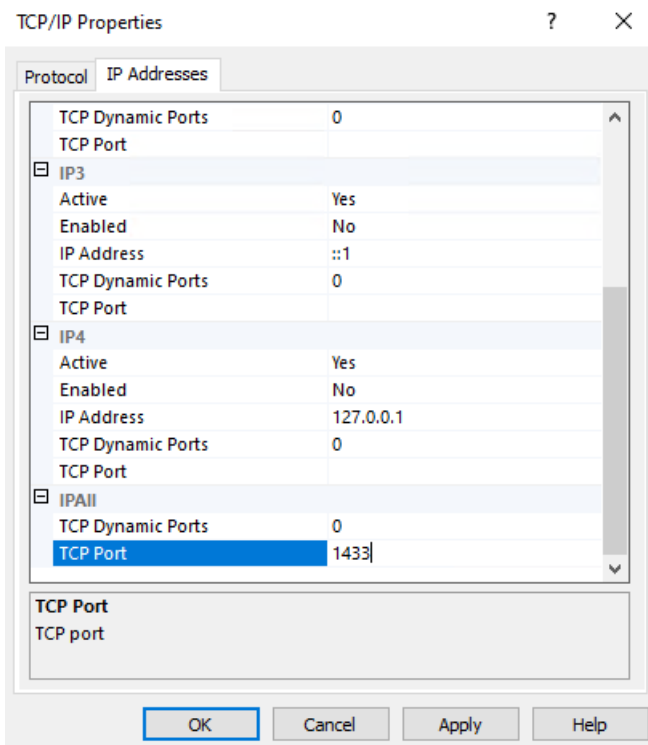 TCP/IP Properties
? ×
Protocol IP Addresses
TCP Dynamic Ports 0
TCP Port
IP3
Active Yes
Enabled No
IP Address ::1
TCP Dynamic Ports 0
TCP Port
IP4
Active Yes
Enabled No
IP Address 127.0.0.1
TCP Dynamic Ports 0
TCP Port
IPAll
TCP Dynamic Ports 0
TCP Port 1433
TCP Port
TCP port
OK Cancel Apply Help